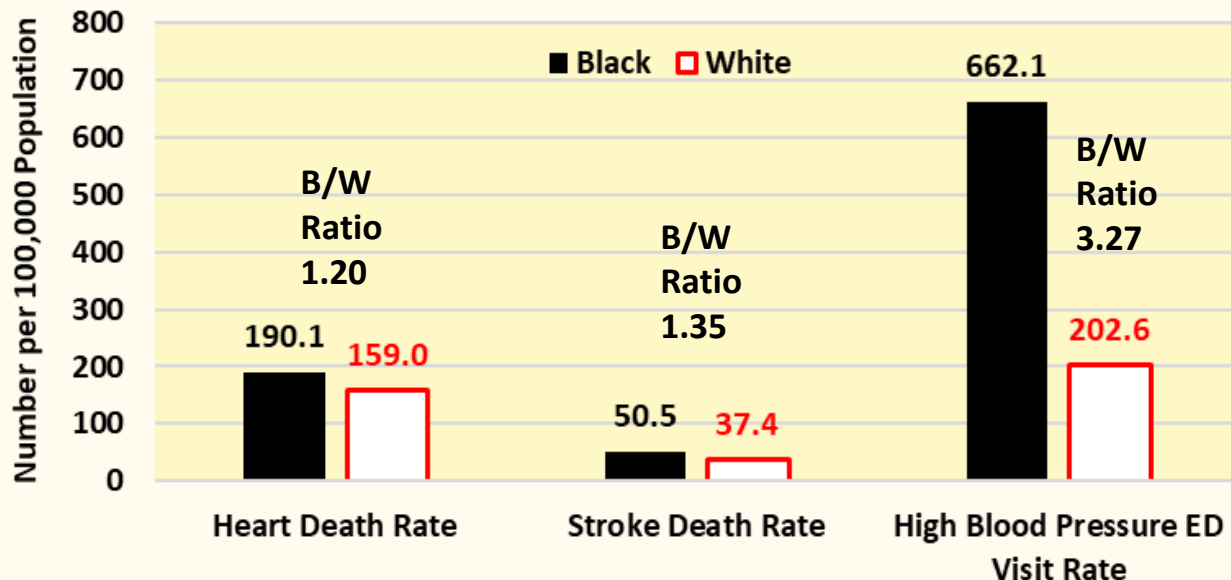 Number per 100,000 Population
800
700
600
500
400
300
200
100
0
Black White
B/W
Ratio
1.20
190.1
159.0
B/W
Ratio
1.35
50.5
37.4
662.1
B/W
Ratio
3.27
202.6
Heart Death Rate
Stroke Death Rate
High Blood Pressure ED
Visit Rate